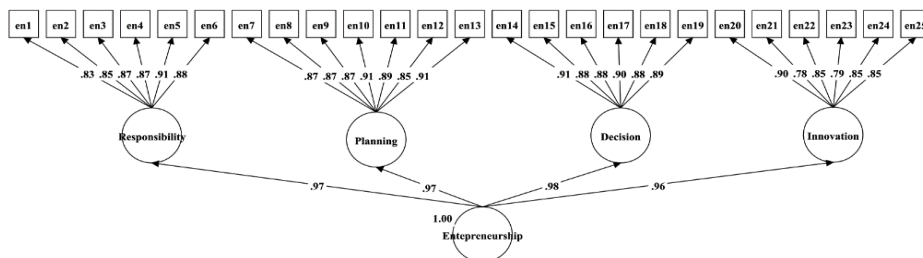 en1 en2 en3 en4 en5 en6 en7 en8 en9 en10 en11 en12 en13 en14 en15 en16 en17 en18 en19 en20 en21 en22 en23 en24 en25
.83 .85 .87 .87 .91 .88 .87 .87 .87 .91 .89 .85 .91 .91 .88 .88 .90 .88 .89 .90 .78 .85 .79 .85 .85
Responsibility Planning Decision Innovation
.97 .97 .98 .96
1.00
Entepreneurship